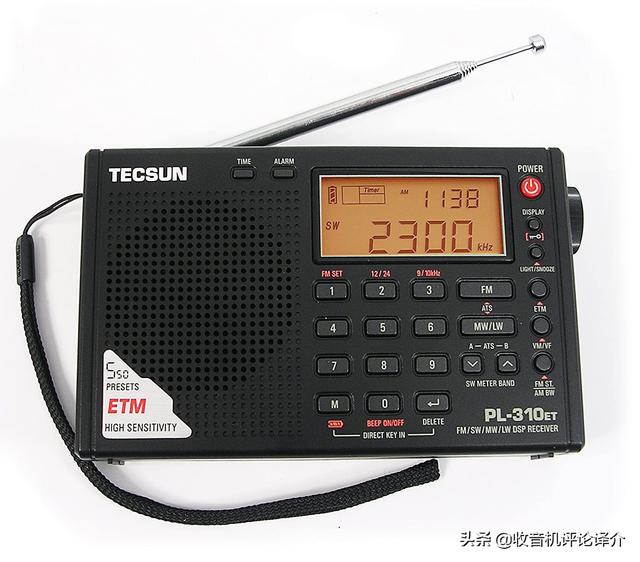 TECSUN
TIME ALARM
POWER
Timer AM 1138
SW 2300 kHz
DISPLAY
LIGHT/SNOOZE
FM SET 12 / 24 9 / 10kHz
1 2 3 FM
ATS ETM
4 5 6 MW/LW
A — ATS — B VM/VF
7 8 9
SW METER BAND
FM ST.
AM BW
M 0
BEEP ON/OFF DELETE
DIRECT KEY IN
550
PRESETS
ETM
HIGH SENSITIVITY
PL-310ET
FM/SW/MW/LW DSP RECEIVER
头条 @收音机评论译介